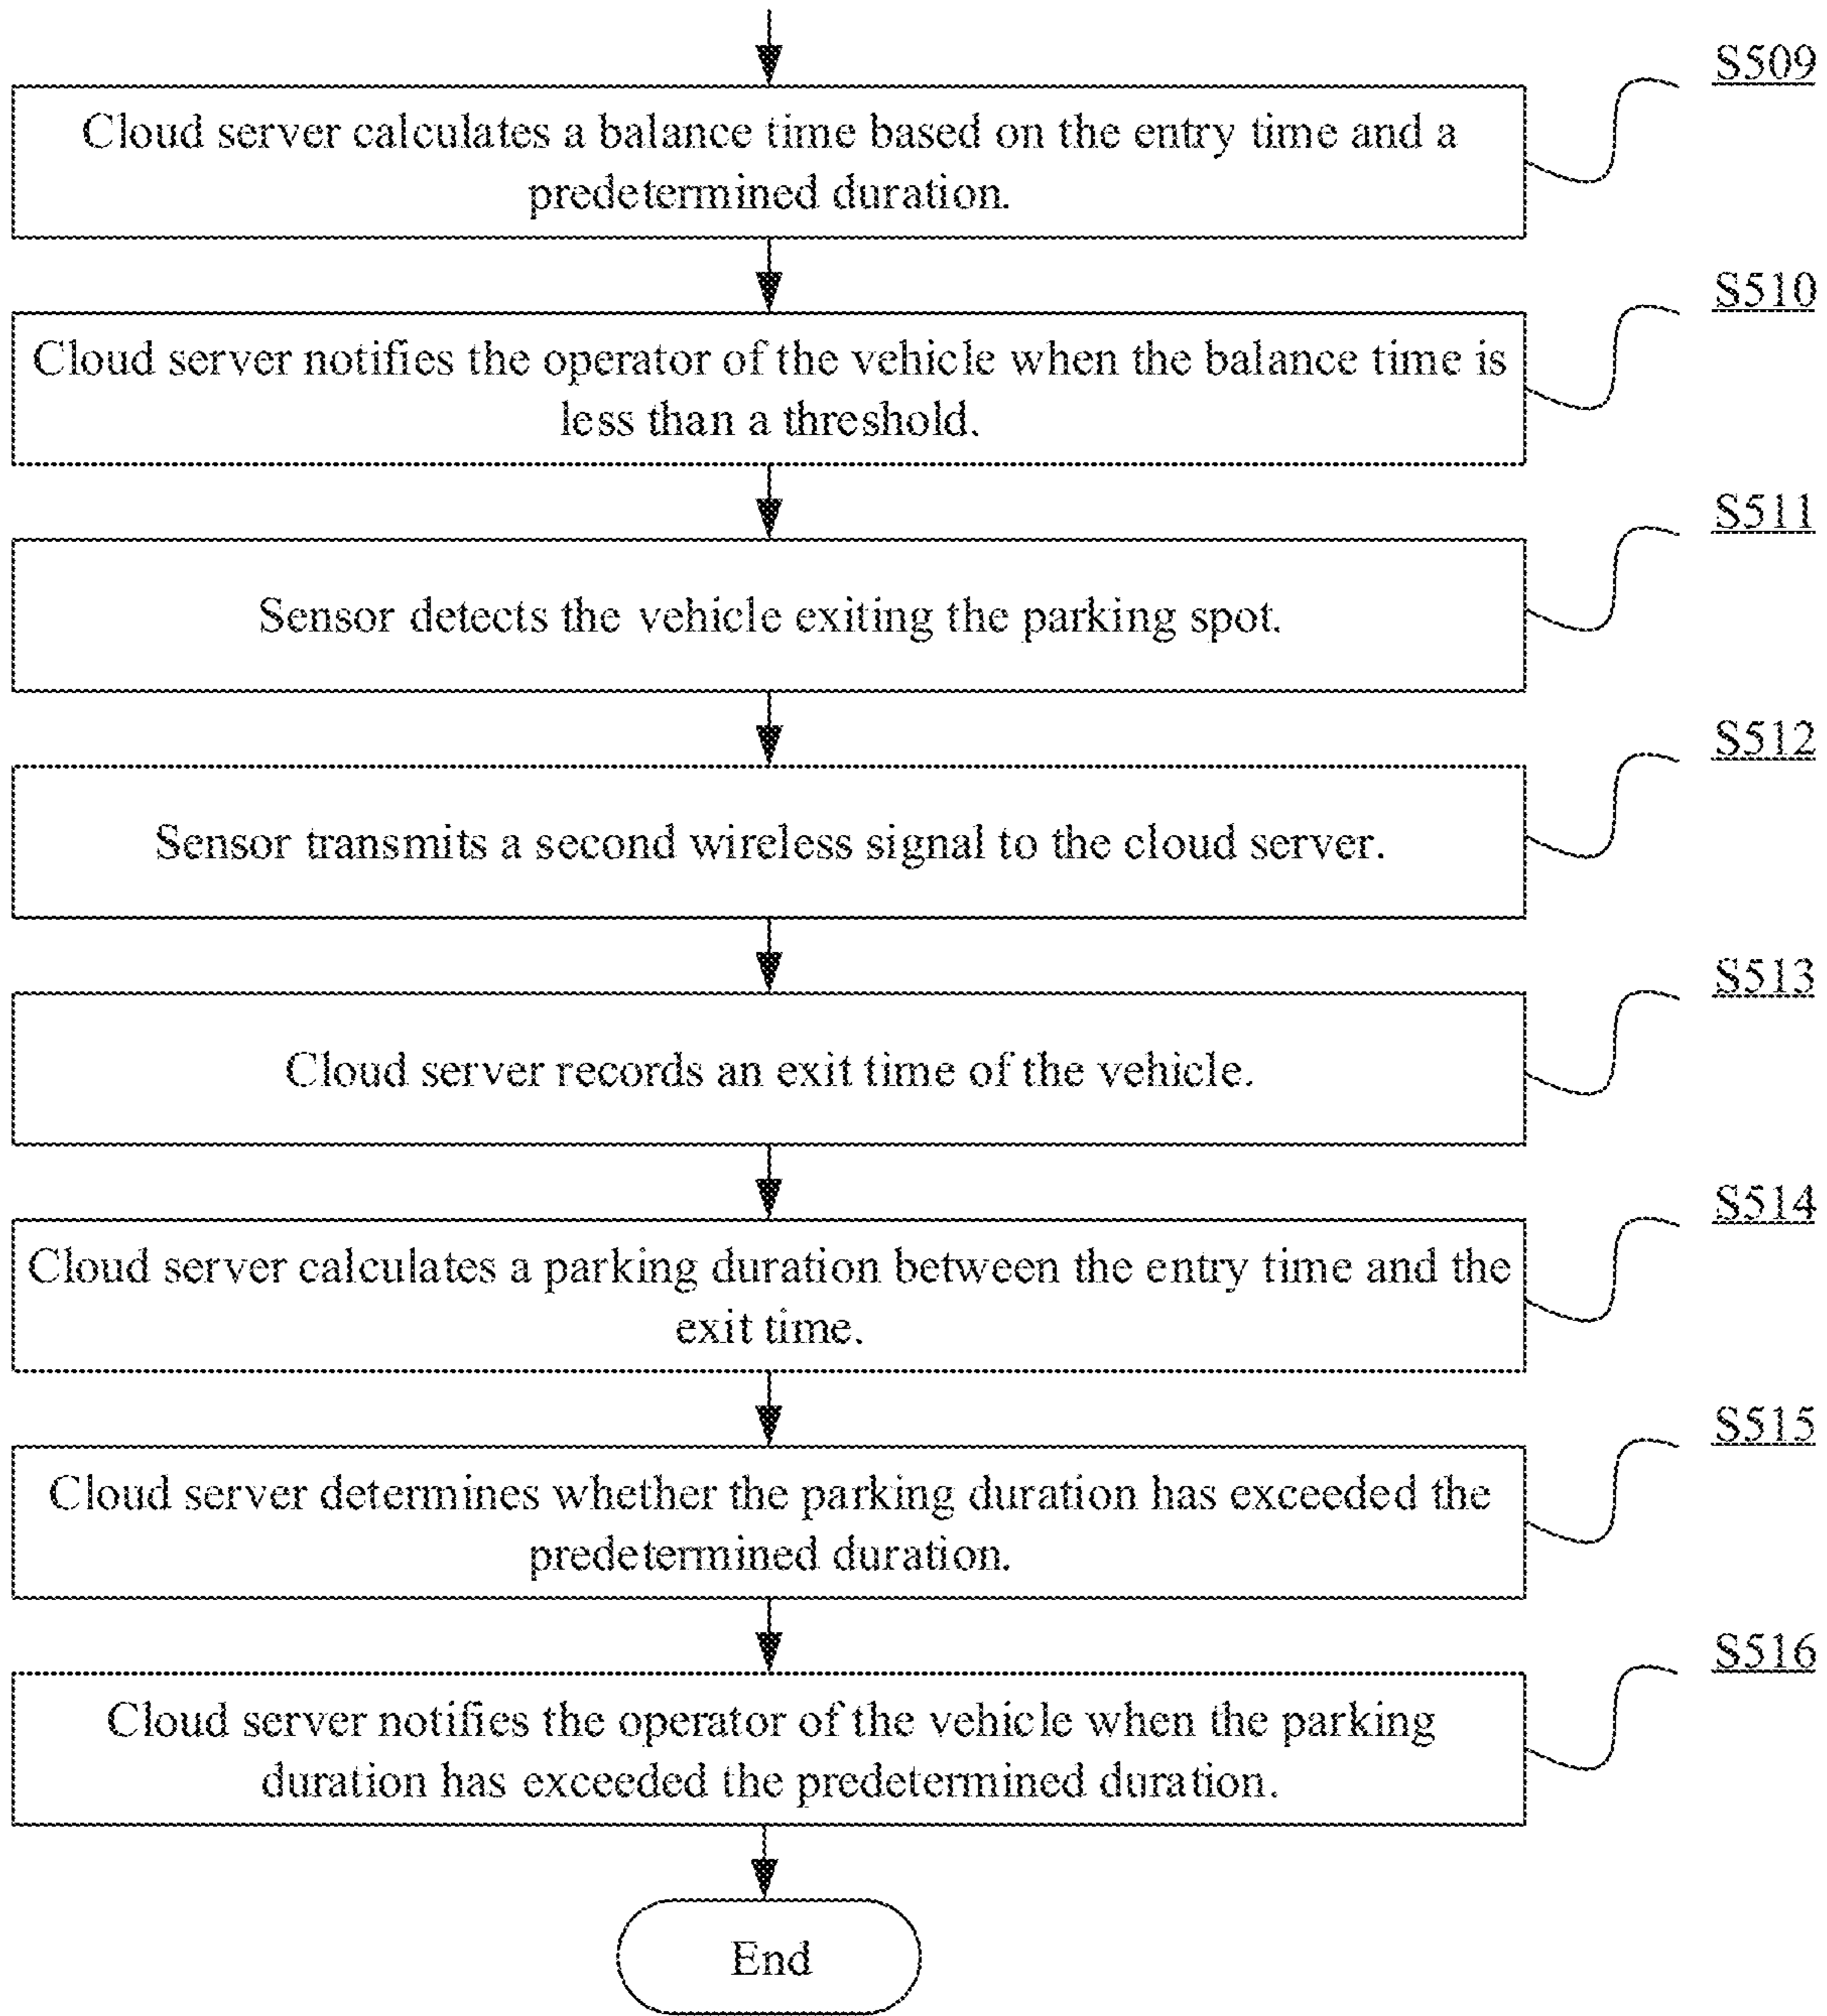 S509
Cloud server calculates a balance time based on the entry time and a
predetermined duration.
S510
Cloud server notifies the operator of the vehicle when the balance time is
less than a threshold.
S511
Sensor detects the vehicle exiting the parking spot.
S512
Sensor transmits a second wireless signal to the cloud server.
S513
Cloud server records an exit time of the vehicle.
S514
Cloud server calculates a parking duration between the entry time and the
exit time.
S515
Cloud server determines whether the parking duration has exceeded the
predetermined duration.
S516
Cloud server notifies the operator of the vehicle when the parking
duration has exceeded the predetermined duration.
End